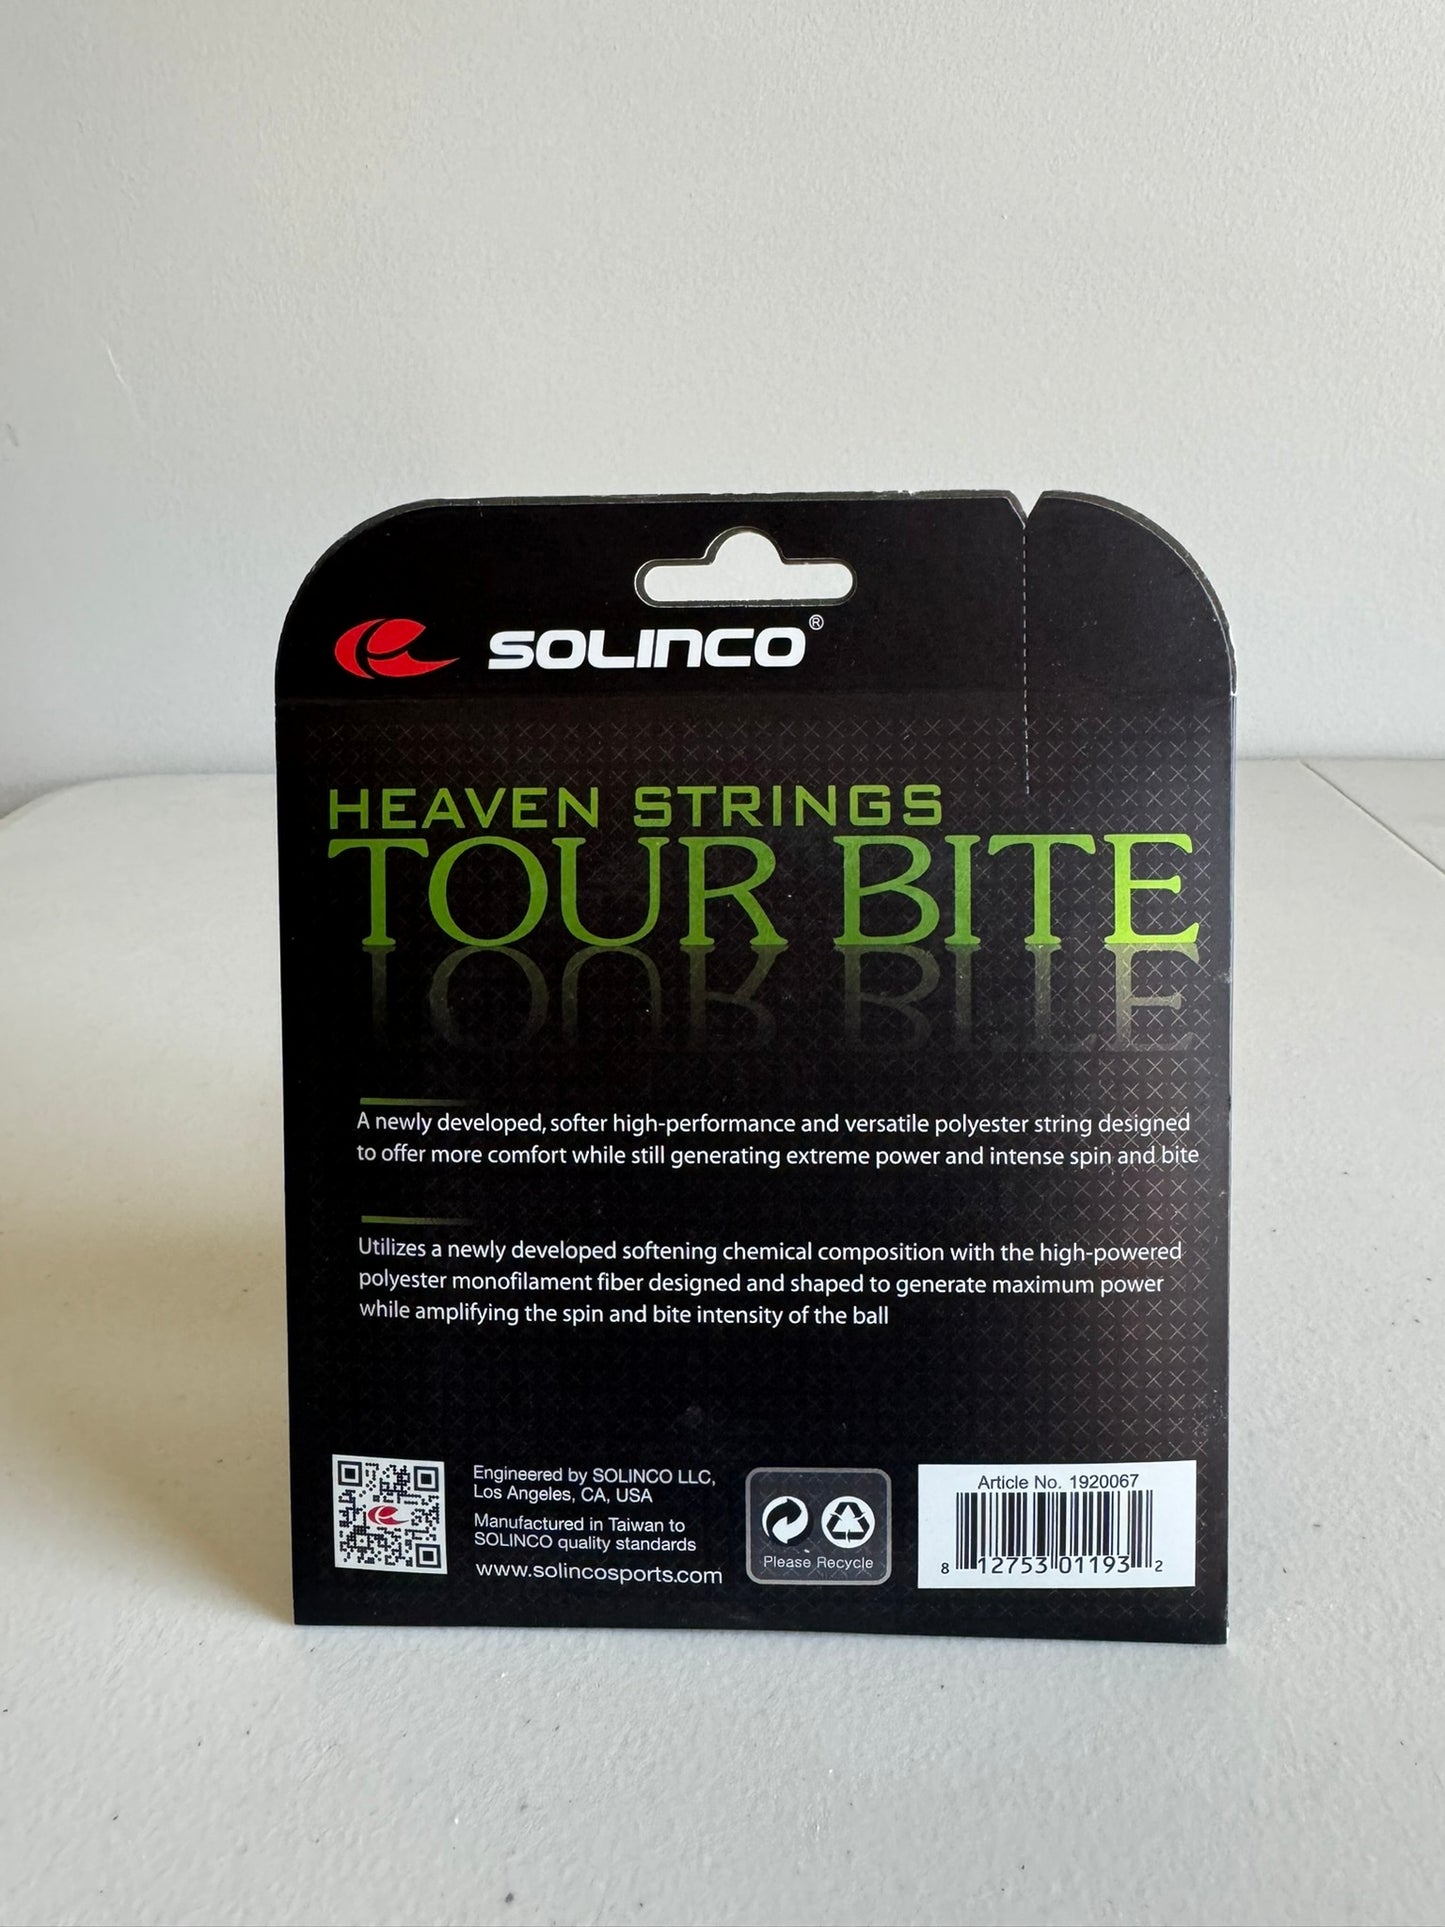 SOLINCO®
HEAVEN STRINGS
TOUR BITE
A newly developed, softer high-performance and versatile polyester string designed
to offer more comfort while still generating extreme power and intense spin and bite
Utilizes a newly developed softening chemical composition with the high-powered
polyester monofilament fiber designed and shaped to generate maximum power
while amplifying the spin and bite intensity of the ball
Engineered by SOLINCO LLC,
Los Angeles, CA, USA
Manufactured in Taiwan to
SOLINCO quality standards
www.solincosports.com
Please Recycle
Article No. 1920067
8 12753 01193 2